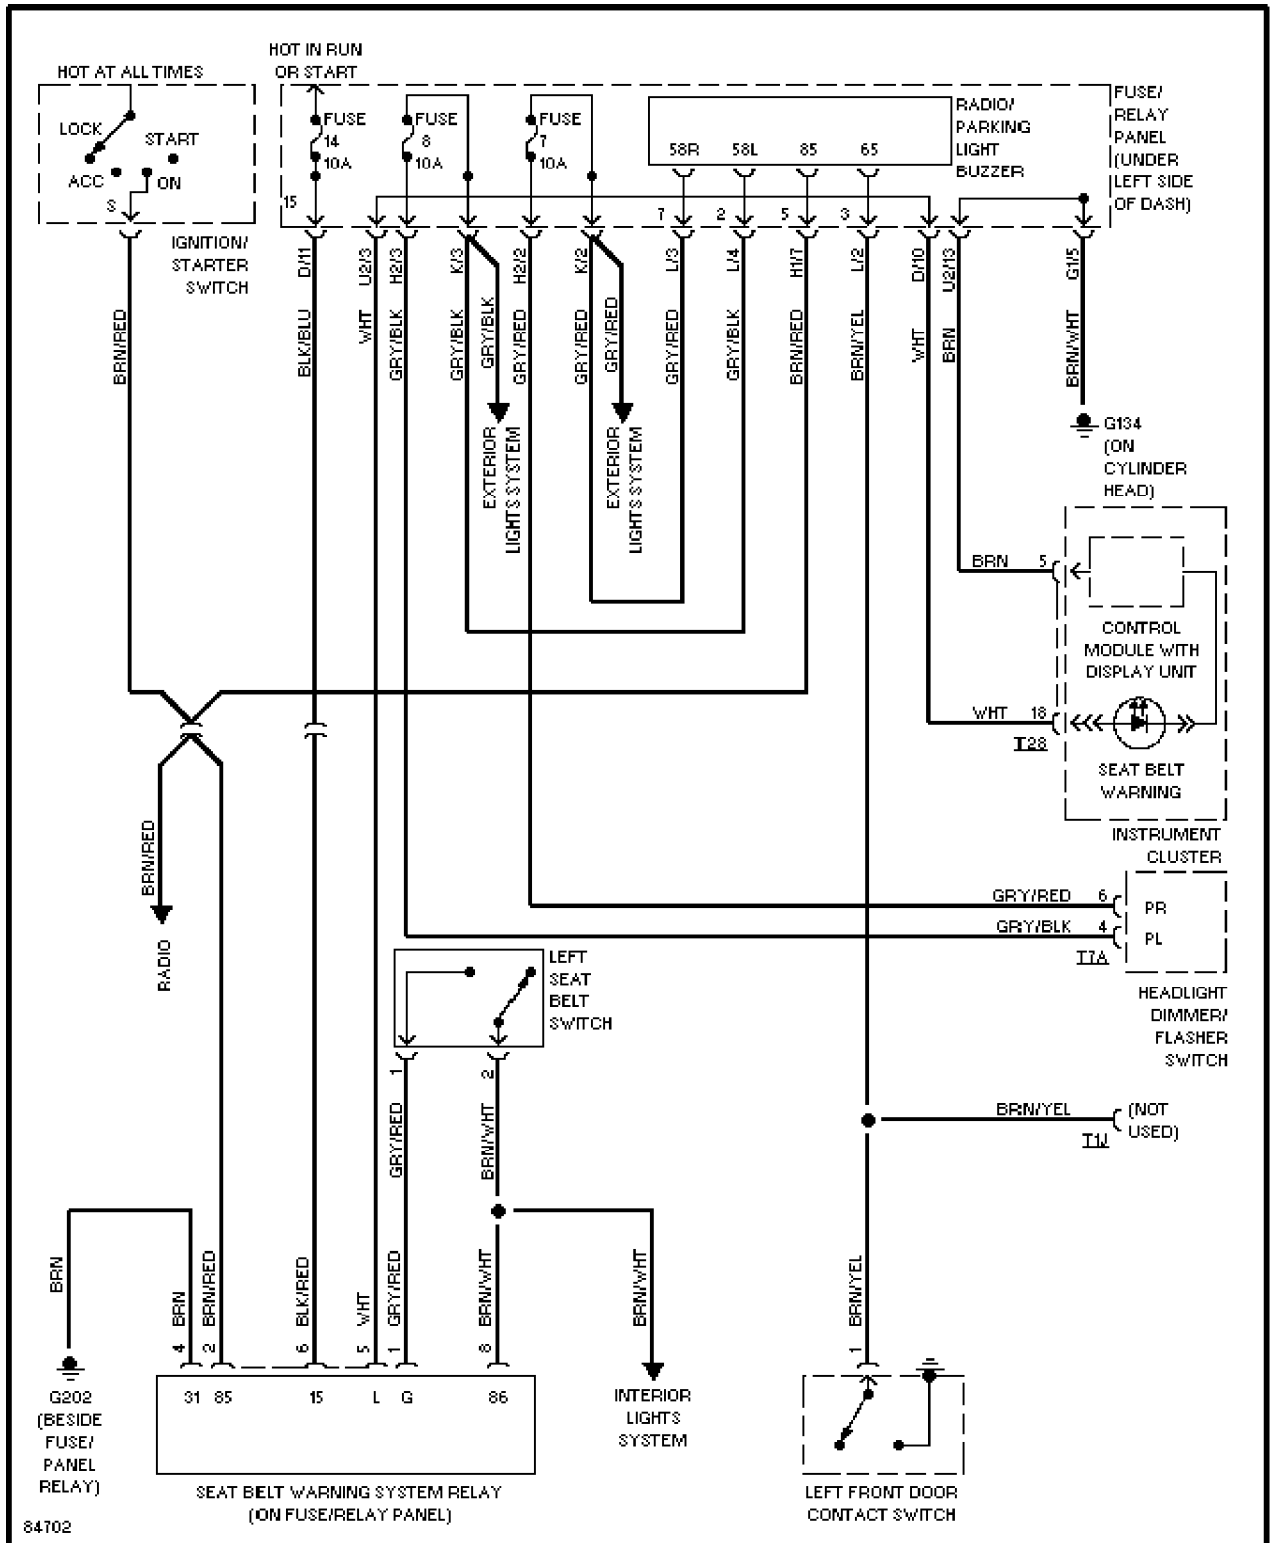 HOT AT ALL TIMES
HOT IN RUN
OR START
LOCK
START
ACC
ON
S
IGNITION/
STARTER
SWITCH
FUSE
14
10A
15
FUSE
8
10A
FUSE
7
10A
58R
58L
85
65
RADIO/
PARKING
LIGHT
BUZZER
FUSE/
RELAY
PANEL
(UNDER
LEFT SIDE
OF DASH)
7
2
5
3
D/11
U2/3
H2/3
K/3
H2/2
K/2
L/3
L/4
H1/7
L/2
D/10
U2/13
G1/5
BRN/RED
BLK/BLU
WHT
GRY/BLK
GRY/BLK
GRY/BLK
GRY/RED
GRY/RED
GRY/RED
GRY/RED
GRY/BLK
BRN/RED
BRN/YEL
WHT
BRN
BRN/WHT
EXTERIOR
LIGHTS SYSTEM
EXTERIOR
LIGHTS SYSTEM
G134
(ON
CYLINDER
HEAD)
BRN 5
CONTROL
MODULE WITH
DISPLAY UNIT
WHT 18
T28
SEAT BELT
WARNING
INSTRUMENT
CLUSTER
BRN/RED
RADIO
GRY/RED 6
PR
GRY/BLK 4
PL
T7A
HEADLIGHT
DIMMER/
FLASHER
SWITCH
LEFT
SEAT
BELT
SWITCH
1
2
GRY/RED
BRN/WHT
BRN/YEL
(NOT
USED)
T1J
BRN
BRN
BRN/RED
BLK/RED
WHT
GRY/RED
BRN/WHT
BRN/WHT
BRN/YEL
4
2
6
5
1
8
1
31
85
15
L
G
86
G202
(BESIDE
FUSE/
PANEL
RELAY)
INTERIOR
LIGHTS
SYSTEM
SEAT BELT WARNING SYSTEM RELAY
(ON FUSE/RELAY PANEL)
LEFT FRONT DOOR
CONTACT SWITCH
84702